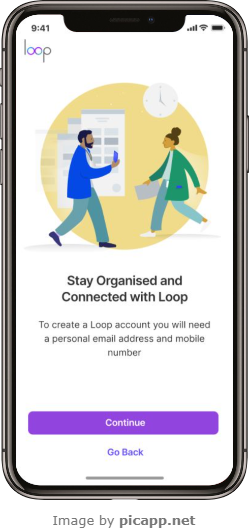 9:41
loop
Stay Organised and
Connected with Loop
To create a Loop account you will need
a personal email address and mobile
number
Continue
Go Back
Image by picapp.net